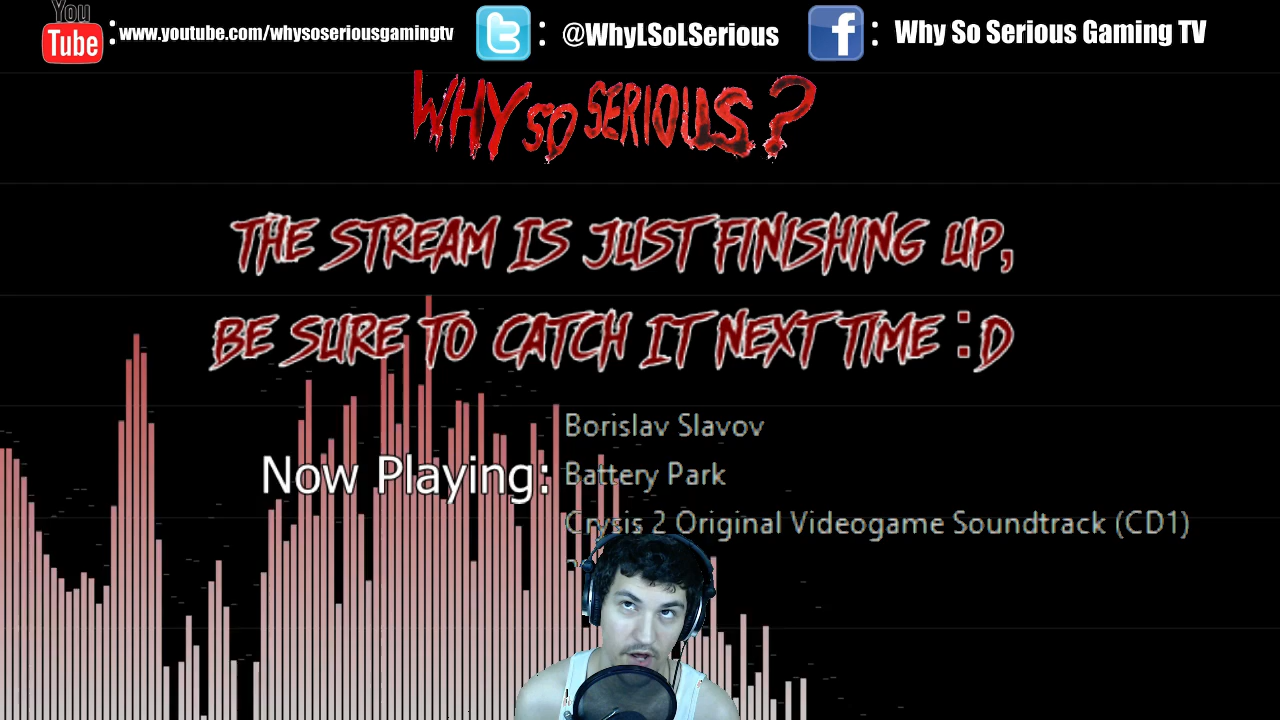 You
Tube : www.youtube.com/whysoseriousgamingtv : @WhyLSoLSerious f : Why So Serious Gaming TV
WHY SO SERIOUS?
THE STREAM IS JUST FINISHING UP,
BE SURE TO CATCH IT NEXT TIME :D
Borislav Slavov
Now Playing: Battery Park
Crysis 2 Original Videogame Soundtrack (CD1)